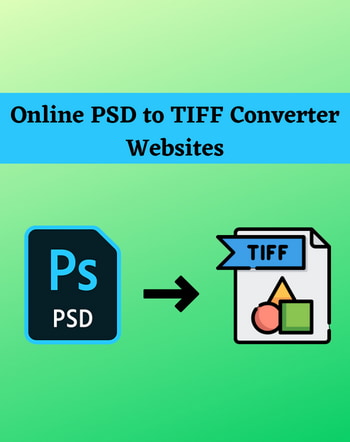 Online PSD to TIFF Converter
Websites
Ps
PSD
TIFF